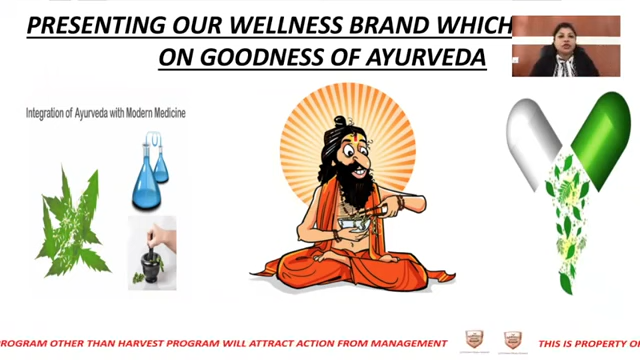 PRESENTING OUR WELLNESS BRAND WHICH
ON GOODNESS OF AYURVEDA
Integration of Ayurveda with Modern Medicine
PROGRAM OTHER THAN HARVEST PROGRAM WILL ATTRACT ACTION FROM MANAGEMENT
THIS IS PROPERTY O